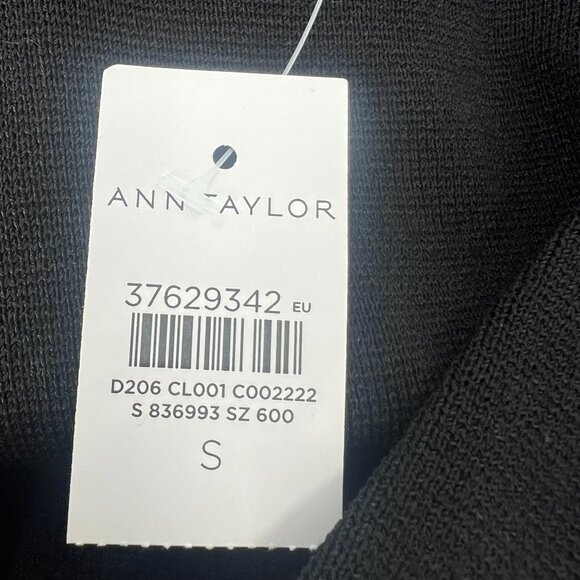 ANN TAYLOR
37629342 EU
D206 CL001 C002222
S 836993 SZ 600
S